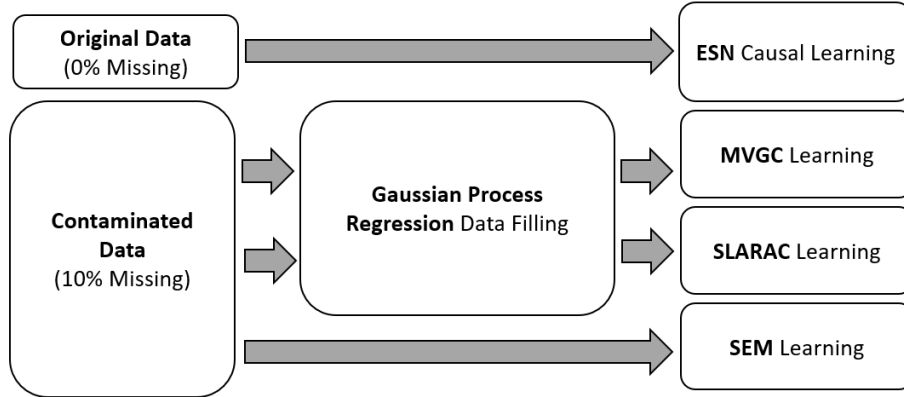 Original Data
(0% Missing)
ESN Causal Learning
Contaminated
Data
(10% Missing)
Gaussian Process
Regression Data Filling
MVGC Learning
SLARAC Learning
SEM Learning